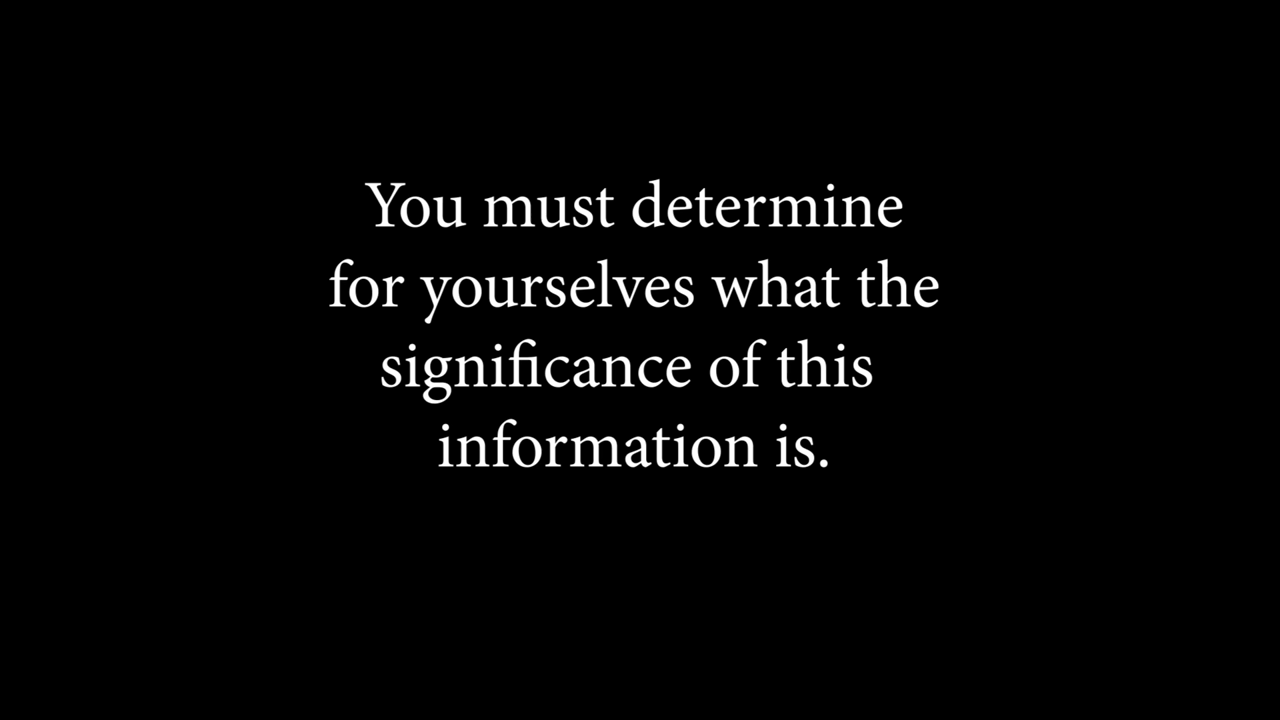 You must determine
for yourselves what the
significance of this
information is.